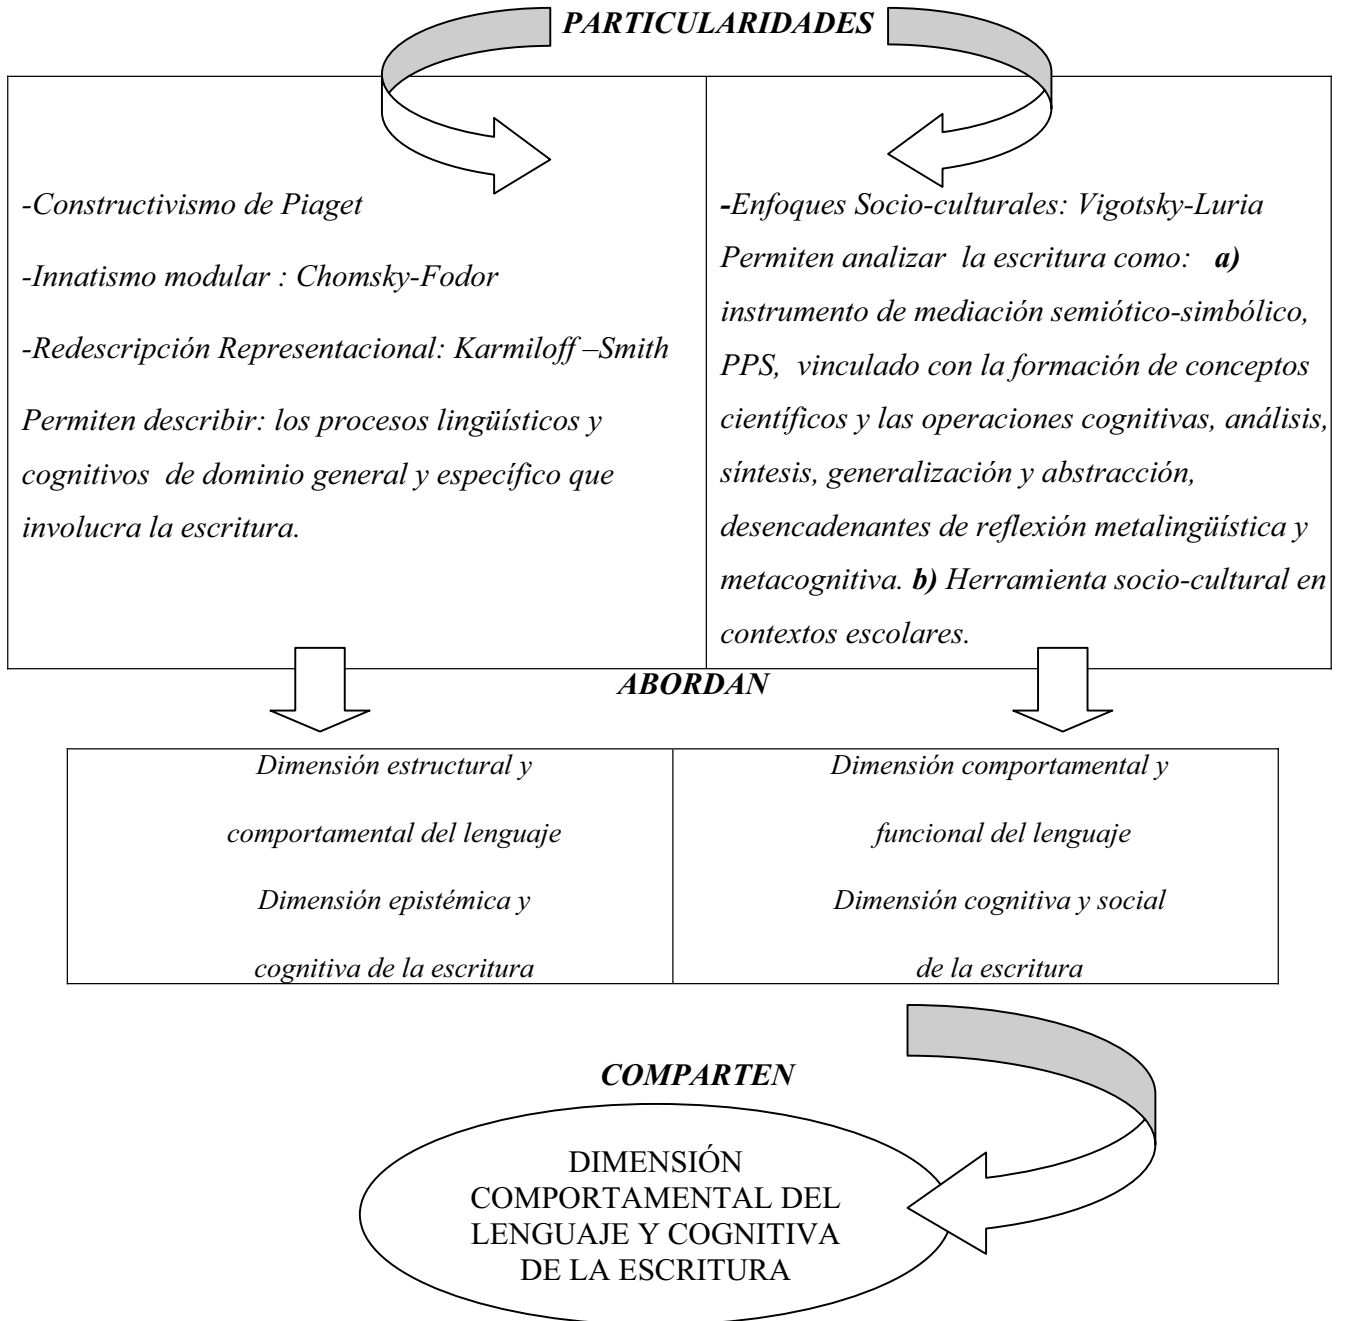 PARTICULARIDADES
-Constructivismo de Piaget
-Innatismo modular : Chomsky-Fodor
-Redescripción Representacional: Karmiloff –Smith
Permiten describir: los procesos lingüísticos y
cognitivos de dominio general y específico que
involucra la escritura.
-Enfoques Socio-culturales: Vigotsky-Luria
Permiten analizar la escritura como: a)
instrumento de mediación semiótico-simbólico,
PPS, vinculado con la formación de conceptos
científicos y las operaciones cognitivas, análisis,
síntesis, generalización y abstracción,
desencadenantes de reflexión metalingüística y
metacognitiva. b) Herramienta socio-cultural en
contextos escolares.
ABORDAN
Dimensión estructural y
comportamental del lenguaje
Dimensión epistémica y
cognitiva de la escritura
Dimensión comportamental y
funcional del lenguaje
Dimensión cognitiva y social
de la escritura
COMPARTEN
DIMENSIÓN
COMPORTAMENTAL DEL
LENGUAJE Y COGNITIVA
DE LA ESCRITURA